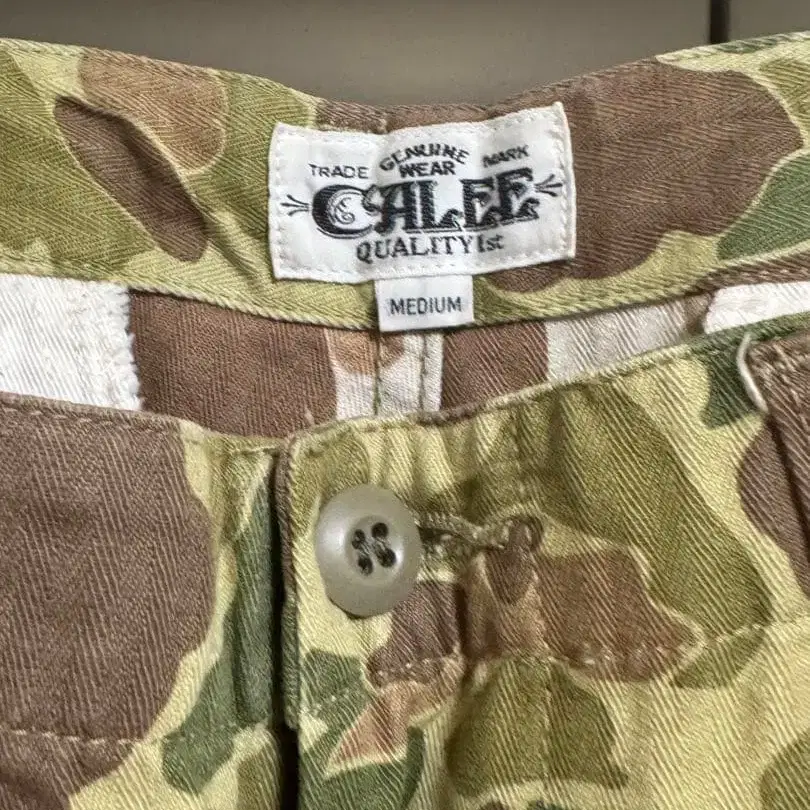 GENUINE
TRADE WEAR MARK
CALEE
QUALITY 1st
MEDIUM